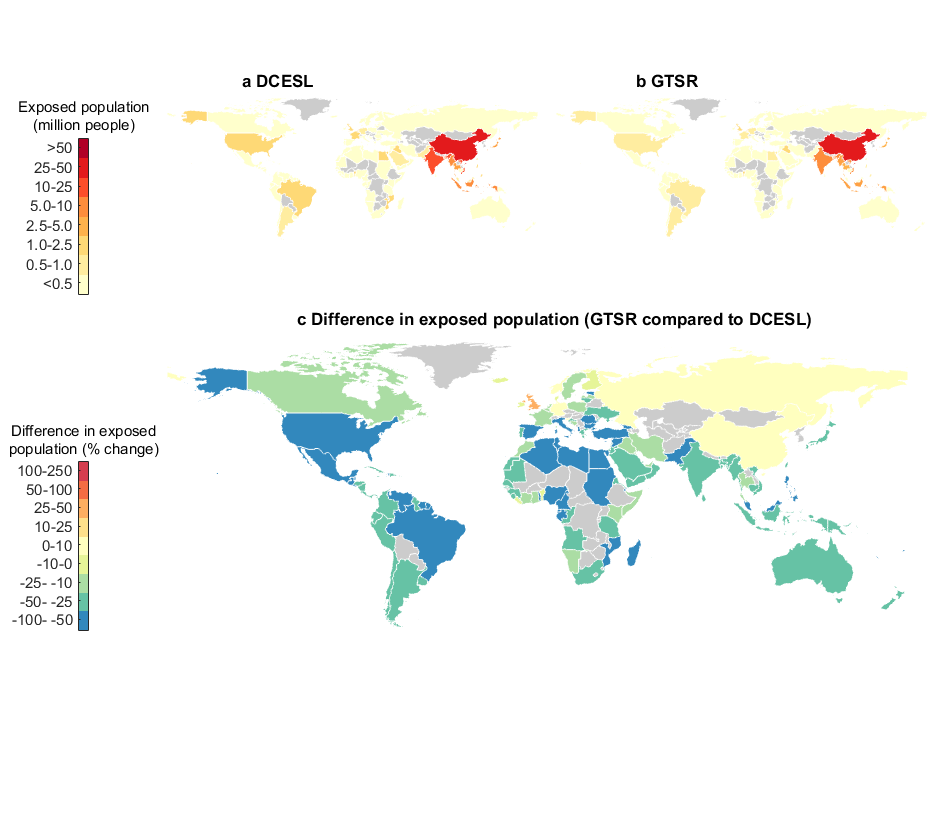 a DCESL
b GTSR
Exposed population
(million people)
>50
25-50
10-25
5.0-10
2.5-5.0
1.0-2.5
0.5-1.0
<0.5
c Difference in exposed population (GTSR compared to DCESL)
Difference in exposed
population (% change)
100-250
50-100
25-50
10-25
0-10
-10-0
-25- -10
-50- -25
-100- -50